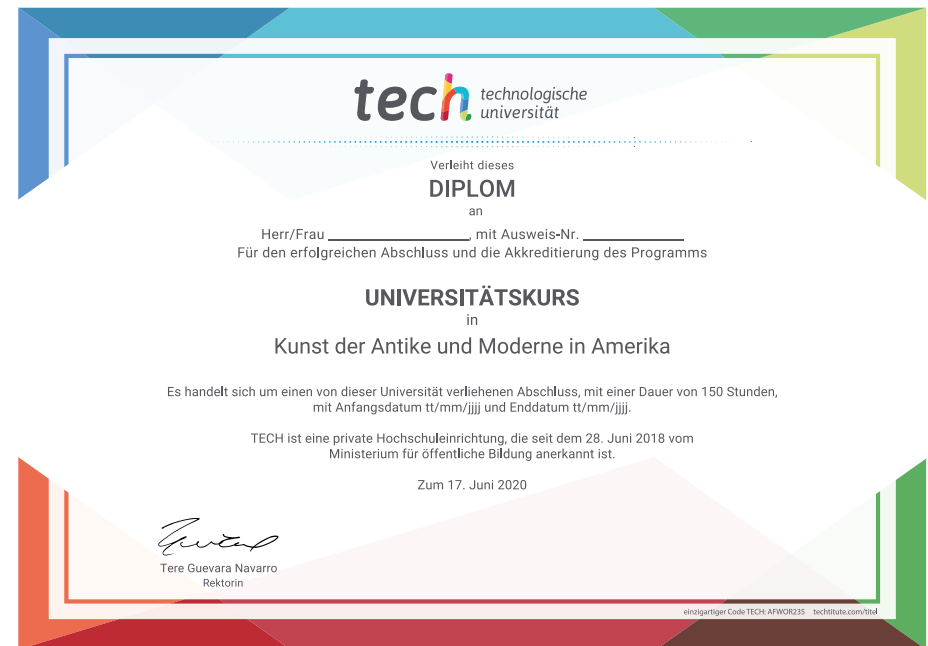 tech technologische
universität
Verleiht dieses
DIPLOM
an
Herr/Frau ____________________, mit Ausweis-Nr. ______________
Für den erfolgreichen Abschluss und die Akkreditierung des Programms
UNIVERSITÄTSKURS
in
Kunst der Antike und Moderne in Amerika
Es handelt sich um einen von dieser Universität verliehenen Abschluss, mit einer Dauer von 150 Stunden,
mit Anfangsdatum tt/mm/jjjj und Enddatum tt/mm/jjjj.
TECH ist eine private Hochschuleinrichtung, die seit dem 28. Juni 2018 vom
Ministerium für öffentliche Bildung anerkannt ist.
Zum 17. Juni 2020
Tere Guevara Navarro
Rektorin
einzigartiger Code TECH: AFWOR235 techtitute.com/titel